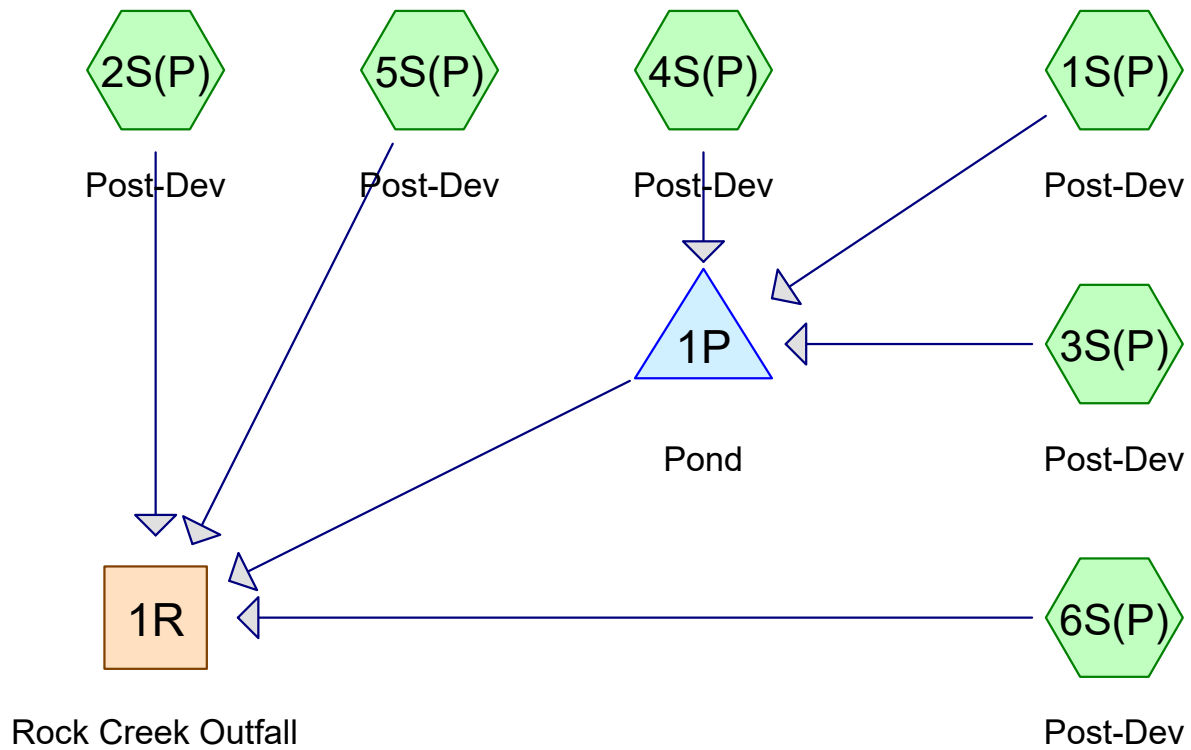 2S(P)
Post-Dev
5S(P)
Post-Dev
4S(P)
Post-Dev
1S(P)
Post-Dev
1P
Pond
3S(P)
Post-Dev
1R
Rock Creek Outfall
6S(P)
Post-Dev